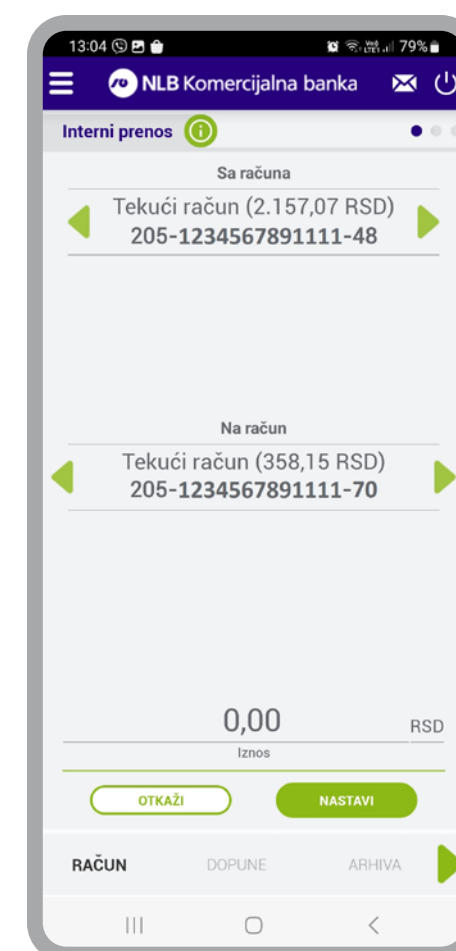 13:04 79%
NLB Komercijalna banka
Interni prenos
Sa računa
Tekući račun (2.157,07 RSD)
205-1234567891111-48
Na račun
Tekući račun (358,15 RSD)
205-1234567891111-70
0,00 RSD
Iznos
OTKAŽI NASTAVI
RAČUN DOPUNE ARHIVA